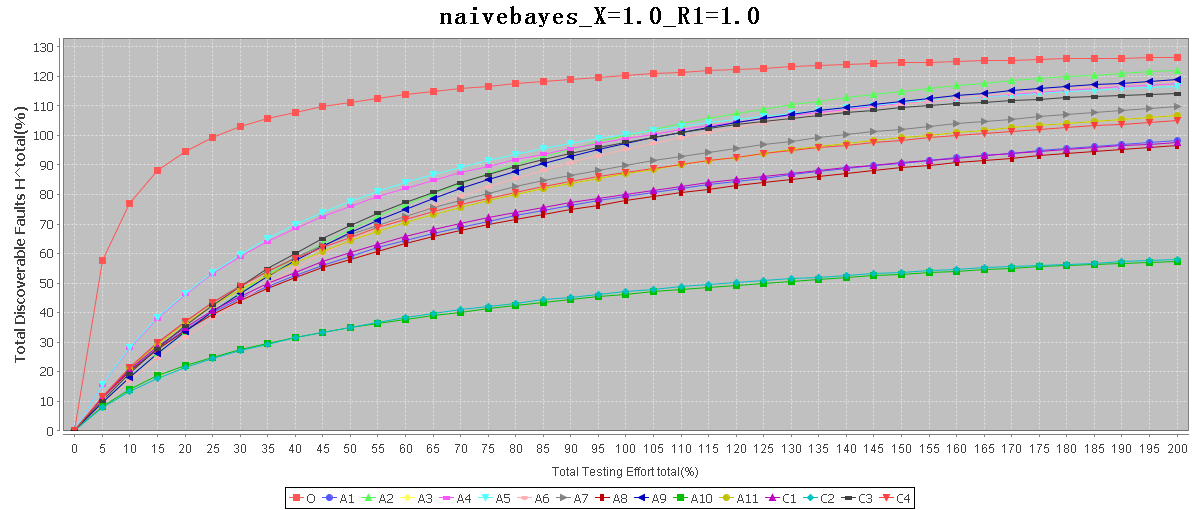 naivebayes_X=1.0_R1=1.0
Total Discoverable Faults H^total(%)
130
120
110
100
90
80
70
60
50
40
30
20
10
0
0 5 10 15 20 25 30 35 40 45 50 55 60 65 70 75 80 85 90 95 100 105 110 115 120 125 130 135 140 145 150 155 160 165 170 175 180 185 190 195 200
Total Testing Effort total(%)
O A1 A2 A3 A4 A5 A6 A7 A8 A9 A10 A11 C1 C2 C3 C4